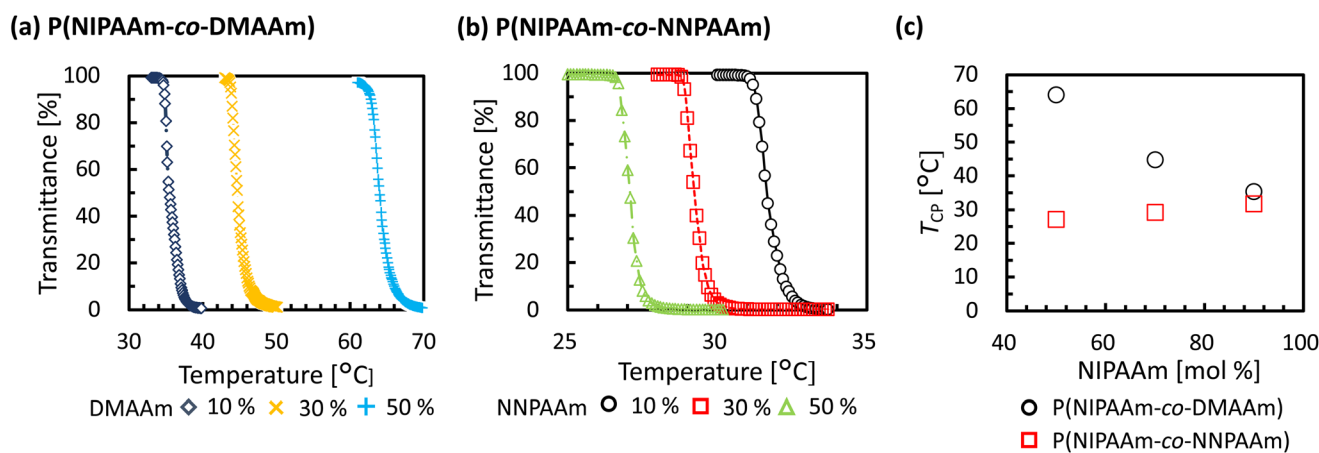 (a) P(NIPAAm-co-DMAAm)
Transmittance [%]
100
80
60
40
20
0
30 40 50 60 70
Temperature [°C]
DMAAm 10 % 30 % 50 %
(b) P(NIPAAm-co-NNPAAm)
Transmittance [%]
100
80
60
40
20
0
25 30 35
Temperature [°C]
NNPAAm 10 % 30 % 50 %
(c)
TCP [°C]
70
60
50
40
30
20
10
0
40 60 80 100
NIPAAm [mol %]
P(NIPAAm-co-DMAAm)
P(NIPAAm-co-NNPAAm)